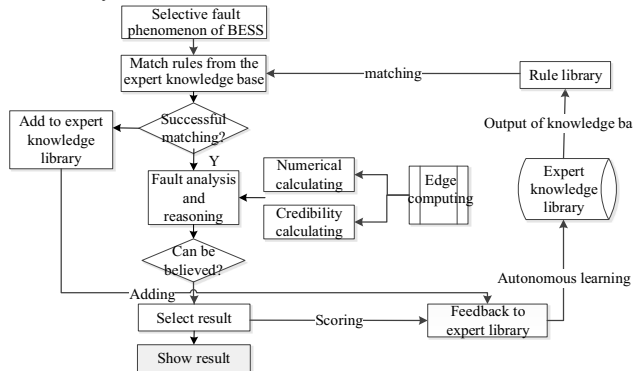 Selective fault
phenomenon of BESS
Match rules from the
expert knowledge base
matching
Rule library
Add to expert
knowledge
library
Successful
matching?
Output of knowledge ba
Y
Fault analysis
and
reasoning
Numerical
calculating
Credibility
calculating
Edge
computing
Expert
knowledge
library
Can be
believed?
Autonomous learning
Adding
Select result
Scoring
Feedback to
expert library
Show result